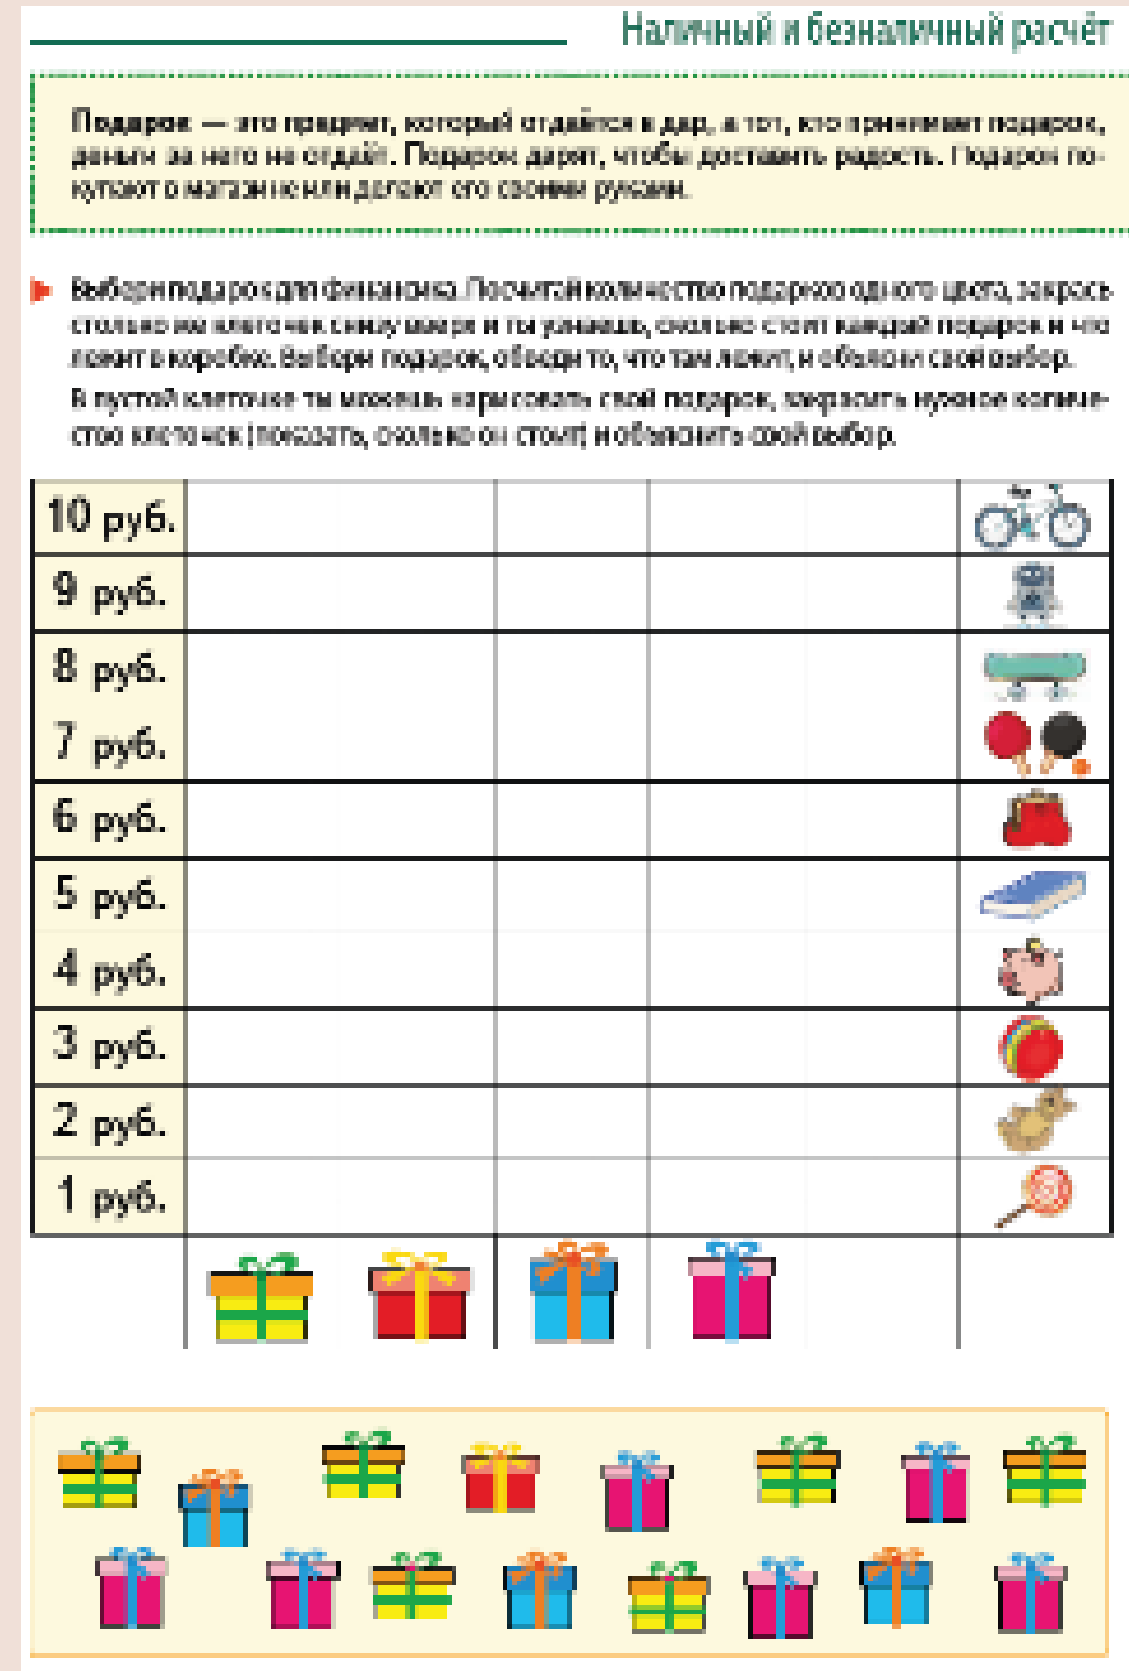 Наличный и безналичный расчёт
Подарок — это предмет, который отдаётся в дар, а тот, кто принимает подарок,
деньги за него не отдаёт. Подарок дарят, чтобы доставить радость. Подарок по-
купают в магазине или делают его своими руками.
Выбери подарок для Финансика. Посчитай количество подарков одного цвета, закрась
столько же клеточек снизу вверх и ты узнаешь, сколько стоит каждый подарок и что
лежит в коробке. Выбери подарок, обведи то, что там лежит, и объясни свой выбор.
В пустой клеточке ты можешь нарисовать свой подарок, закрасить нужное количе-
ство клеточек (показать, сколько он стоит) и объяснить свой выбор.
10 руб.
9 руб.
8 руб.
7 руб.
6 руб.
5 руб.
4 руб.
3 руб.
2 руб.
1 руб.